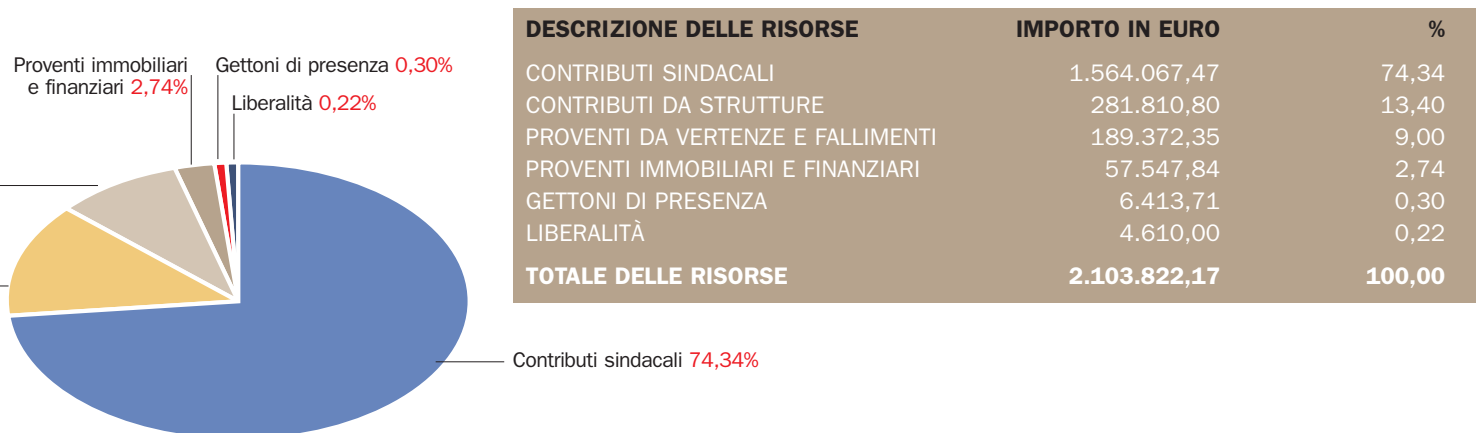 Proventi immobiliari
e finanziari 2,74%
Gettoni di presenza 0,30%
Liberalità 0,22%
Contributi sindacali 74,34%
DESCRIZIONE DELLE RISORSE IMPORTO IN EURO %
CONTRIBUTI SINDACALI 1.564.067,47 74,34
CONTRIBUTI DA STRUTTURE 281.810,80 13,40
PROVENTI DA VERTENZE E FALLIMENTI 189.372,35 9,00
PROVENTI IMMOBILIARI E FINANZIARI 57.547,84 2,74
GETTONI DI PRESENZA 6.413,71 0,30
LIBERALITÀ 4.610,00 0,22
TOTALE DELLE RISORSE 2.103.822,17 100,00